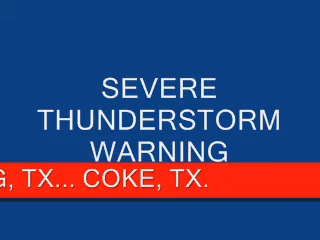 SEVERE
THUNDERSTORM
WARNING
G, TX... COKE, TX.